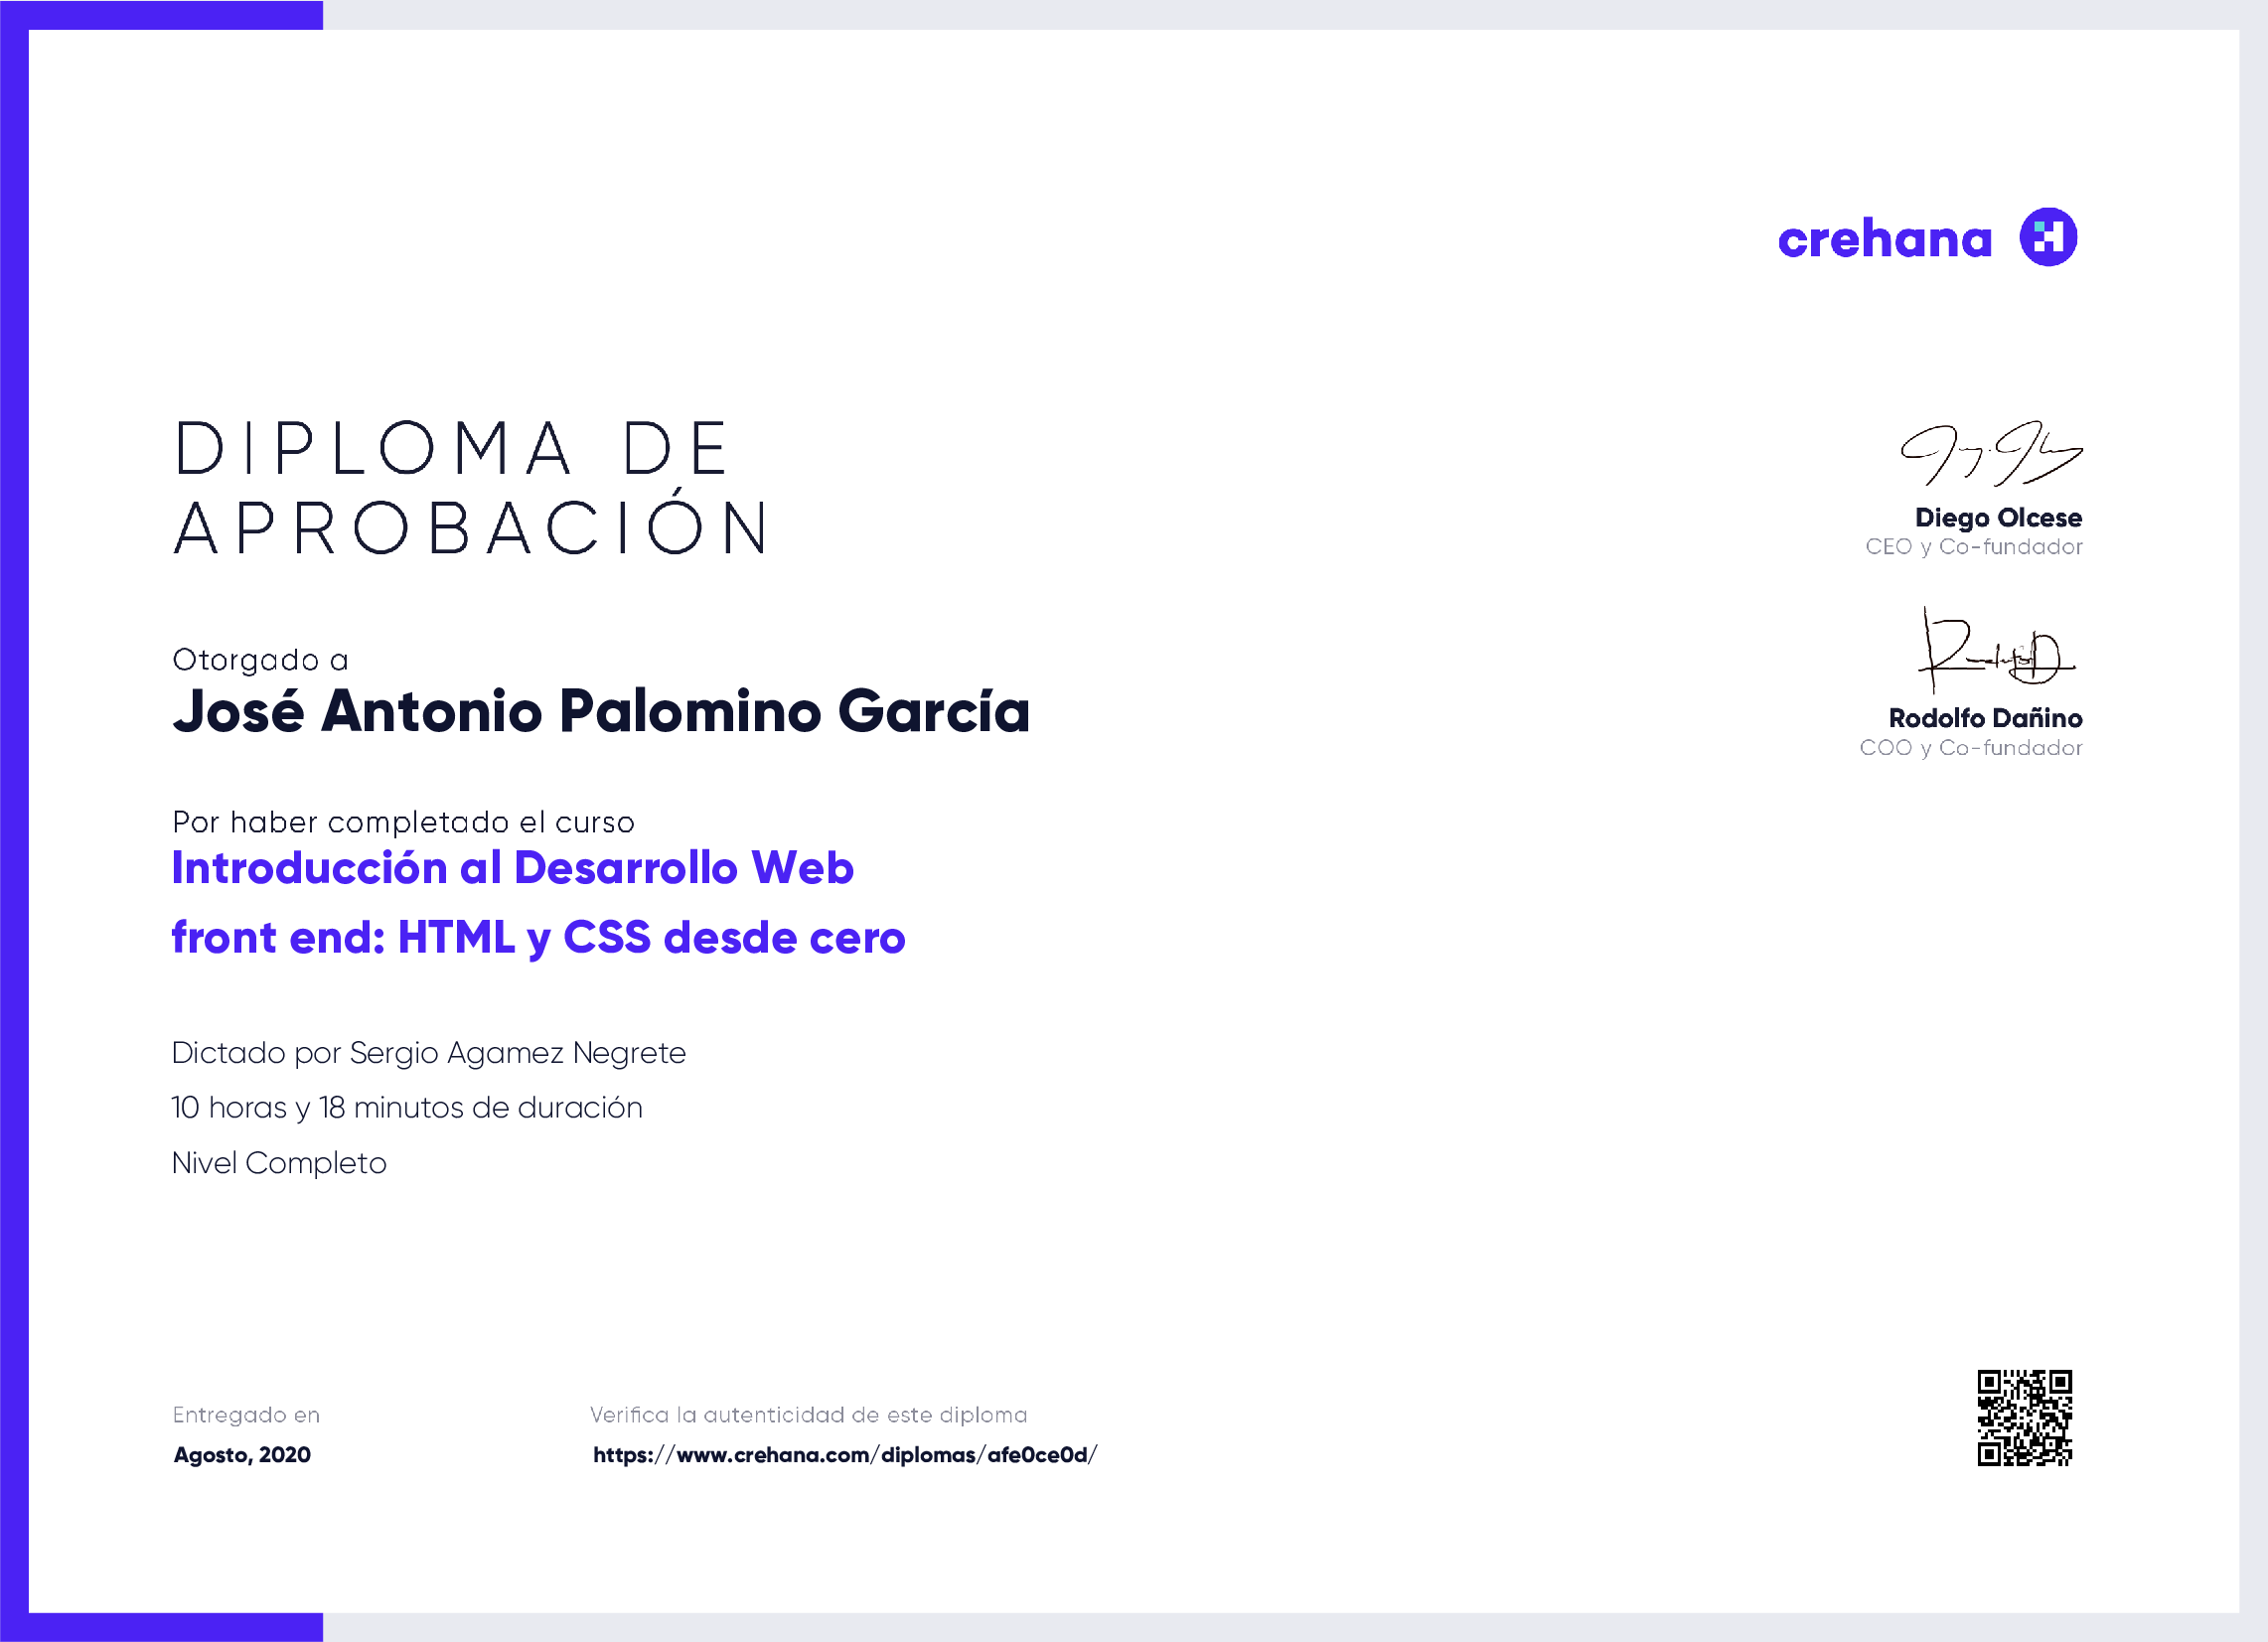 crehana
DIPLOMA DE
APROBACIÓN
Otorgado a
José Antonio Palomino García
Por haber completado el curso
Introducción al Desarrollo Web
front end: HTML y CSS desde cero
Dictado por Sergio Agamez Negrete
10 horas y 18 minutos de duración
Nivel Completo
Diego Olcese
CEO y Co-fundador
Rodolfo Dañino
COO y Co-fundador
Entregado en
Agosto, 2020
Verifica la autenticidad de este diploma
https://www.crehana.com/diplomas/afe0ce0d/